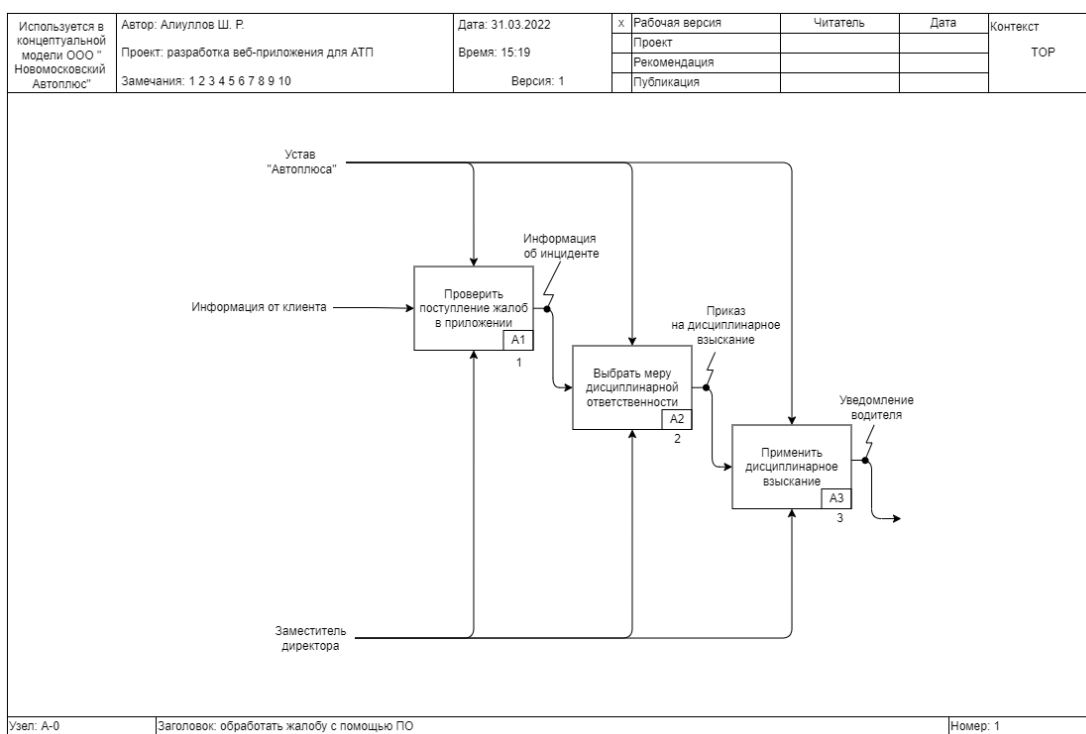 Используется в
концептуальной
модели ООО "
Новомосковский
Автоплюс"
Автор: Алиуллов Ш. Р.
Проект: разработка веб-приложения для АТП
Замечания: 1 2 3 4 5 6 7 8 9 10
Дата: 31.03.2022
Время: 15:19
Версия: 1
x Рабочая версия
Проект
Рекомендация
Публикация
Читатель
Дата
Контекст
TOP
Устав
"Автоплюса"
Информация
об инциденте
Информация от клиента
Проверить
поступление жалоб
в приложении
A1
1
Приказ
на дисциплинарное
взыскание
Выбрать меру
дисциплинарной
ответственности
A2
2
Уведомление
водителя
Применить
дисциплинарное
взыскание
A3
3
Заместитель
директора
Узел: A-0
Заголовок: обработать жалобу с помощью ПО
Номер: 1